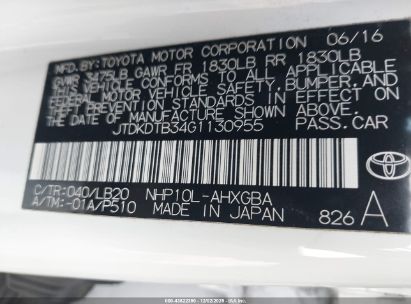 MFD. BY: TOYOTA MOTOR CORPORATION 06/16
GVWR 3475LB GAWR FR 1830LB RR 1830LB
THIS VEHICLE CONFORMS TO ALL APPLICABLE
FEDERAL MOTOR VEHICLE SAFETY, BUMPER, AND
THEFT PREVENTION STANDARDS IN EFFECT ON THE DATE
OF MANUFACTURE SHOWN ABOVE.
JTDKDTB34G1130955 PASS.CAR
C/TR:040/LB20 NHP10L-AHXGBA
A/TM:-01A/P510 MADE IN JAPAN 826 A
TOYOTA